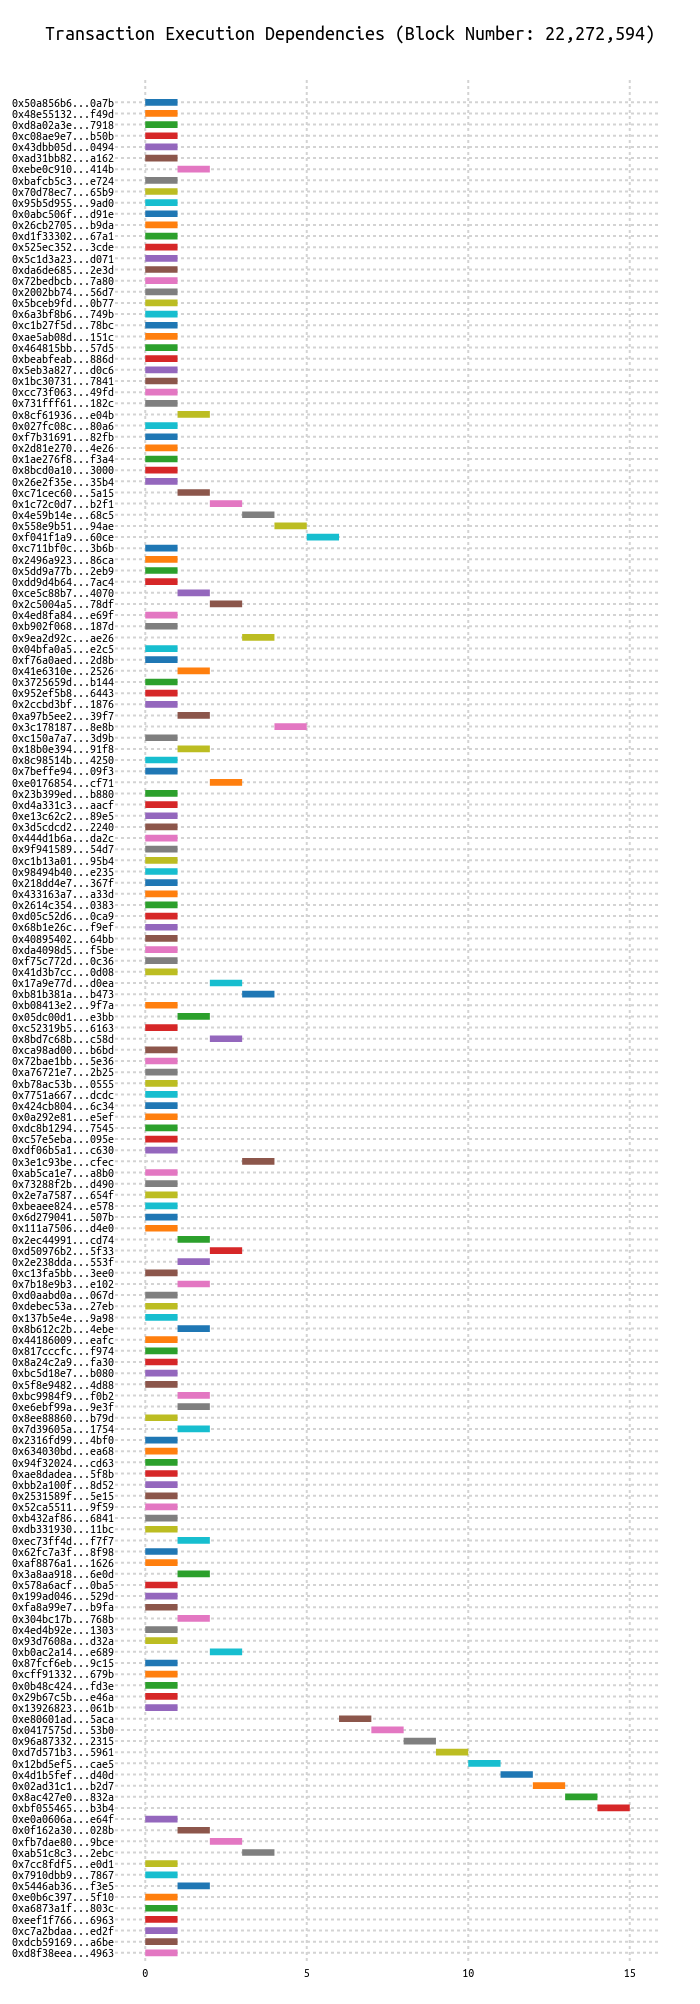 Transaction Execution Dependencies (Block Number: 22,272,594)
0x50a856b6...0a7b
0x48e55132...f49d
0xd8a02a3e...7918
0xc08ae9e7...b50b
0x43dbb05d...0494
0xad31bb82...a162
0xebe0c910...414b
0xbafcb5c3...e724
0x70d78ec7...65b9
0x95b5d955...9ad0
0x0abc506f...d91e
0x26cb2705...b9da
0xd1f33302...67a1
0x525ec352...3cde
0x5c1d3a23...d071
0xda6de685...2e3d
0x72bedbcb...7a80
0x2002bb74...56d7
0x5bceb9fd...0b77
0x6a3bf8b6...749b
0xc1b27f5d...78bc
0xae5ab08d...151c
0x464815bb...57d5
0xbeabfeab...886d
0x5eb3a827...d0c6
0x1bc30731...7841
0xcc73f063...49fd
0x731fff61...182c
0x8cf61936...e04b
0x027fc08c...80a6
0xf7b31691...82fb
0x2d81e270...4e26
0x1ae276f8...f3a4
0x8bcd0a10...3000
0x26e2f35e...35b4
0xc71cec60...5a15
0x1c72c0d7...b2f1
0x4e59b14e...68c5
0x558e9b51...94ae
0xf041f1a9...60ce
0xc711bf0c...3b6b
0x2496a923...86ca
0x5dd9a77b...2eb9
0xdd9d4b64...7ac4
0xce5c88b7...4070
0x2c5004a5...78df
0x4ed8fa84...e69f
0xb902f068...187d
0x9ea2d92c...ae26
0x04bfa0a5...e2c5
0xf76a0aed...2d8b
0x41e6310e...2526
0x3725659d...b144
0x952ef5b8...6443
0x2ccbd3bf...1876
0xa97b5ee2...39f7
0x3c178187...8e8b
0xc150a7a7...3d9b
0x18b0e394...91f8
0x8c98514b...4250
0x7beffe94...09f3
0xe0176854...cf71
0x23b399ed...b880
0xd4a331c3...aacf
0xe13c62c2...89e5
0x3d5cdcd2...2240
0x444d1b6a...da2c
0x9f941589...54d7
0xc1b13a01...95b4
0x98494b40...e235
0x218dd4e7...367f
0x433163a7...a33d
0x2614c354...0383
0xd05c52d6...0ca9
0x68b1e26c...f9ef
0x40895402...64bb
0xda4098d5...f5be
0xf75c772d...0c36
0x41d3b7cc...0d08
0x17a9e77d...d0ea
0xb81b381a...b473
0xb08413e2...9f7a
0x05dc00d1...e3bb
0xc52319b5...6163
0x8bd7c68b...c58d
0xca98ad00...b6bd
0x72bae1bb...5e36
0xa76721e7...2b25
0xb78ac53b...0555
0x7751a667...dcdc
0x424cb804...6c34
0x0a292e81...e5ef
0xdc8b1294...7545
0xc57e5eba...095e
0xdf06b5a1...c630
0x3e1c93be...cfec
0xab5ca1e7...a8b0
0x73288f2b...d490
0x2e7a7587...654f
0xbeaee824...e578
0x6d279041...507b
0x111a7506...d4e0
0x2ec44991...cd74
0xd50976b2...5f33
0x2e238dda...553f
0xc13fa5bb...3ee0
0x7b18e9b3...e102
0xd0aabd0a...067d
0xdebec53a...27eb
0x137b5e4e...9a98
0x8b612c2b...4ebe
0x44186009...eafc
0x817cccfc...f974
0x8a24c2a9...fa30
0xbc5d18e7...b080
0x5f8e9482...4d88
0xbc9984f9...f0b2
0xe6ebf99a...9e3f
0x8ee88860...b79d
0x7d39605a...1754
0x2316fd99...4bf0
0x634030bd...ea68
0x94f32024...cd63
0xae8dadea...5f8b
0xbb2a100f...8d52
0x2531589f...5e15
0x52ca5511...9f59
0xb432af86...6841
0xdb331930...11bc
0xec73ff4d...f7f7
0x62fc7a3f...8f98
0xaf8876a1...1626
0x3a8aa918...6e0d
0x578a6acf...0ba5
0x199ad046...529d
0xfa8a99e7...b9fa
0x304bc17b...768b
0x4ed4b92e...1303
0x93d7608a...d32a
0xb0ac2a14...e689
0x87fcf6eb...9c15
0xcff91332...679b
0x0b48c424...fd3e
0x29b67c5b...e46a
0x13926823...061b
0xe80601ad...5aca
0x0417575d...53b0
0x96a87332...2315
0xd7d571b3...5961
0x12bd5ef5...cae5
0x4d1b5fef...d40d
0x02ad31c1...b2d7
0x8ac427e0...832a
0xbf055465...b3b4
0xe0a0606a...e64f
0x0f162a30...028b
0xfb7dae80...9bce
0xab51c8c3...2ebc
0x7cc8fdf5...e0d1
0x7910dbb9...7867
0x5446ab36...f3e5
0xe0b6c397...5f10
0xa6873a1f...803c
0xeef1f766...6963
0xc7a2bdaa...ed2f
0xdcb59169...a6be
0xd8f38eea...4963
0 5 10 15